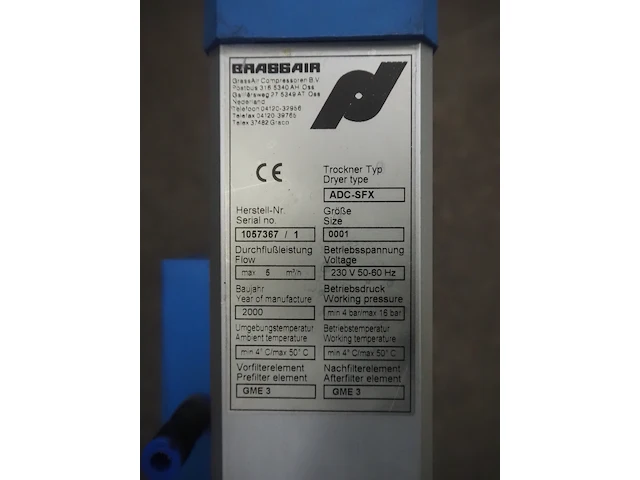 GRASSAIR
GrassAir Compressoren B.V.
Postbus 316 5340 AH Oss
Galliërsweg 27 5349 AT Oss
Nederland
Telefoon 04120-32956
Telefax 04120-39765
Telex 37482 Graco
CE
Trockner Typ
Dryer type
ADC-SFX
Herstell-Nr.
Serial no.
1057367 / 1
Größe
Size
0001
Durchflußleistung
Flow
max 5 m³/h
Betriebsspannung
Voltage
230 V 50-60 Hz
Baujahr
Year of manufacture
2000
Betriebsdruck
Working pressure
min 4 bar/max 16 bar
Umgebungstemperatur
Ambient temperature
min 4° C/max 50° C
Betriebstemperatur
Working temperature
min 4° C/max 50° C
Vorfilterelement
Prefilter element
GME 3
Nachfilterelement
Afterfilter element
GME 3